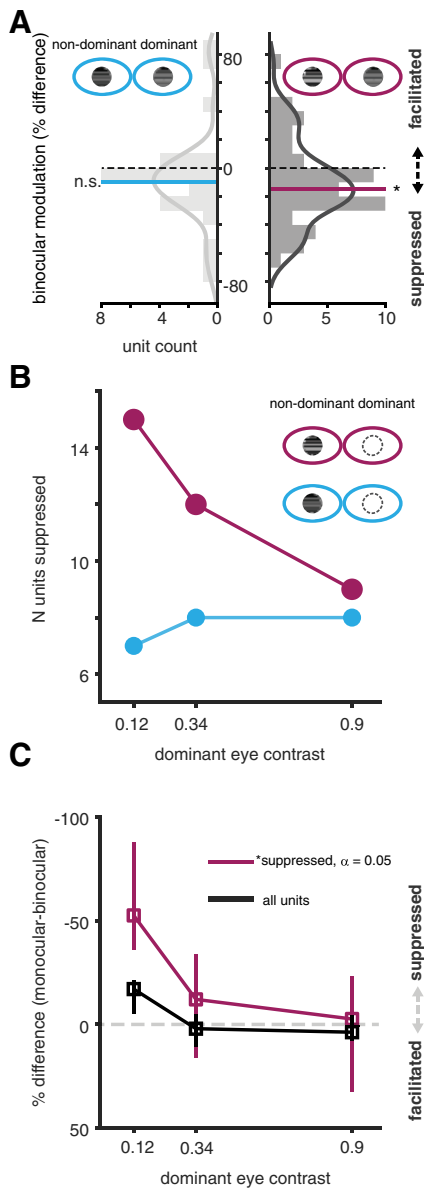 A
non-dominant dominant
binocular modulation (% difference)
80
0
-80
n.s.
*
facilitated
suppressed
8 4 0
0 5 10
unit count
B
non-dominant dominant
N units suppressed
14
10
6
0.12 0.34 0.9
dominant eye contrast
C
% difference (monocular-binocular)
-100
-50
0
50
*suppressed, α = 0.05
all units
suppressed
facilitated
0.12 0.34 0.9
dominant eye contrast